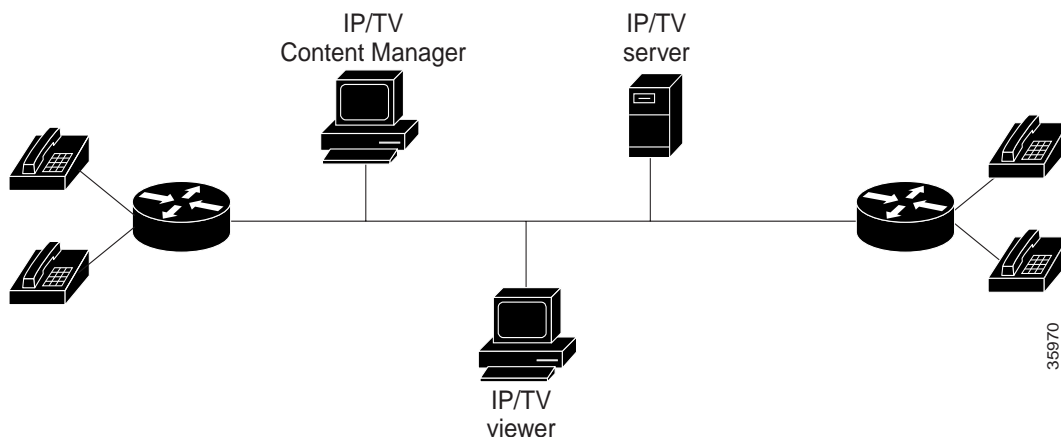 IP/TV
Content Manager
IP/TV
server
IP/TV
viewer
35970